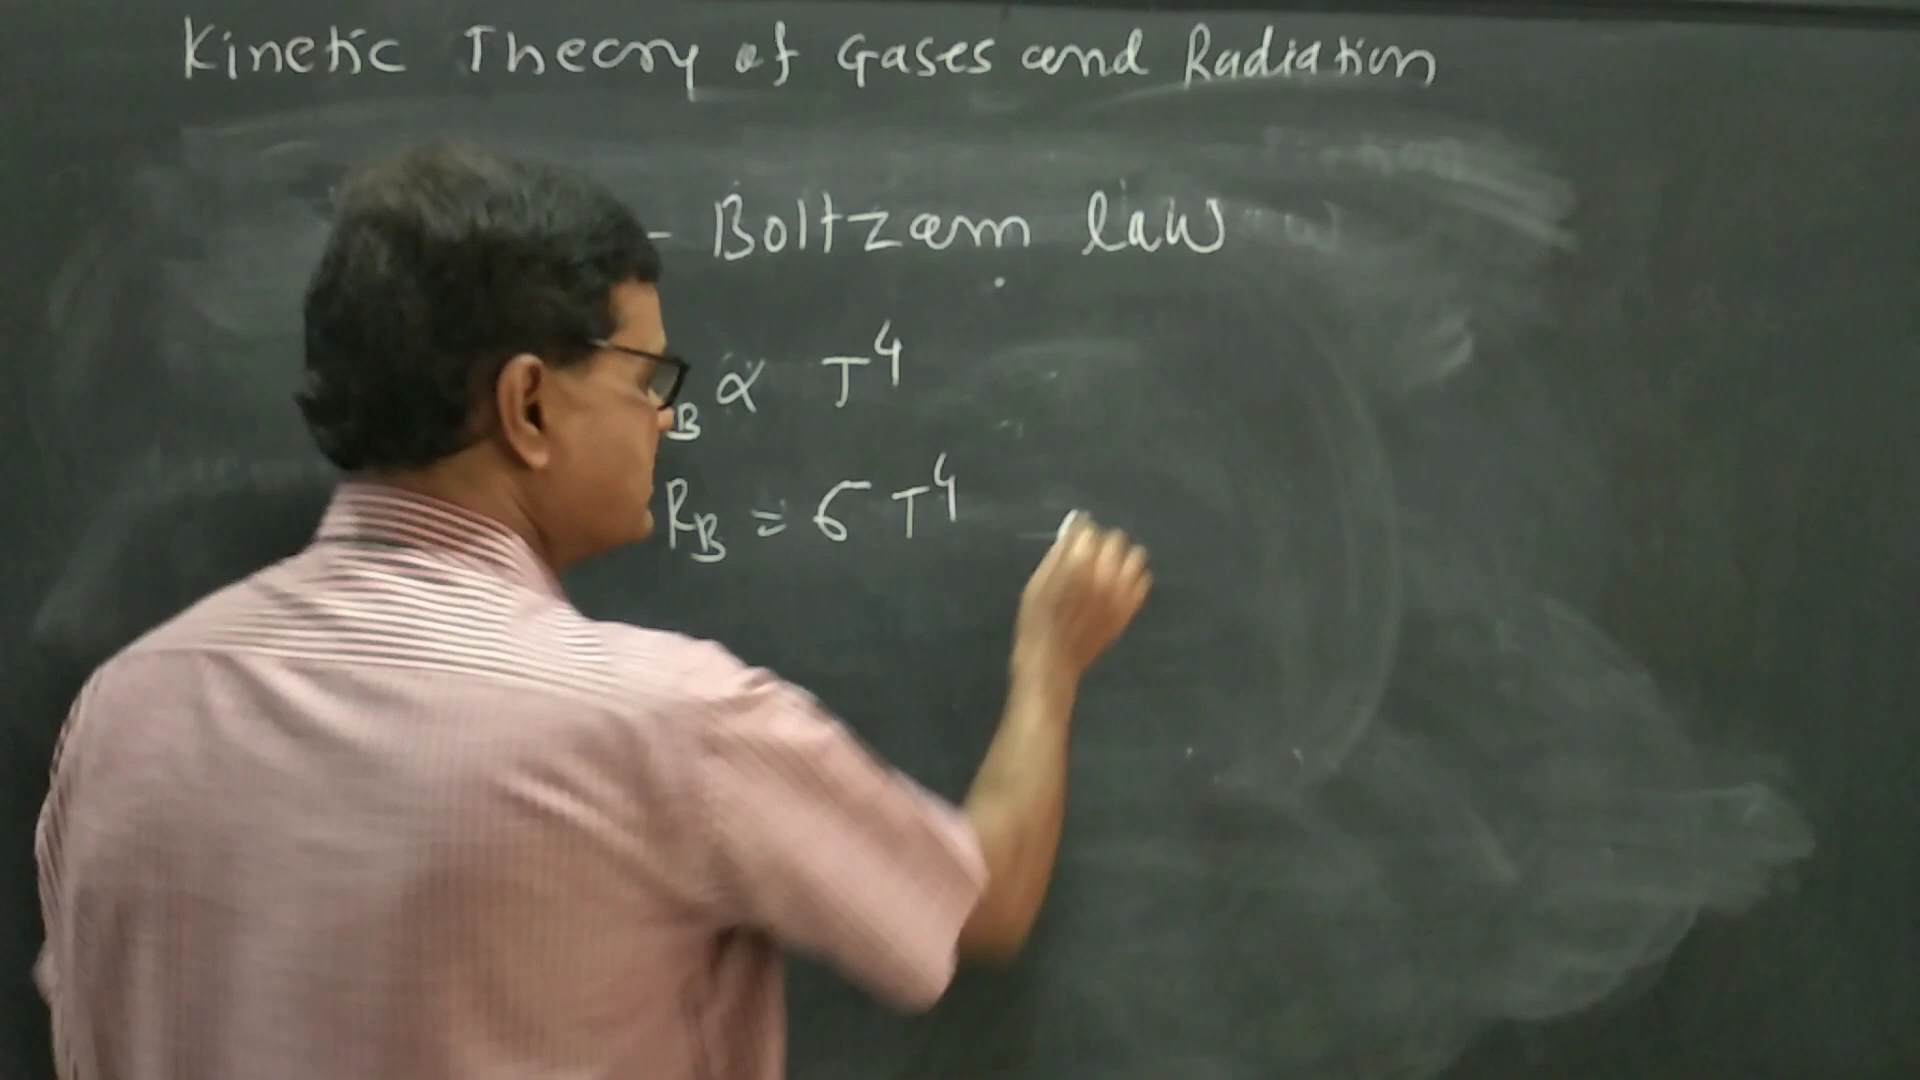 Kinetic Theory of Gases and Radiation
- Boltzam law
B ∝ T⁴
R_B = σ T⁴